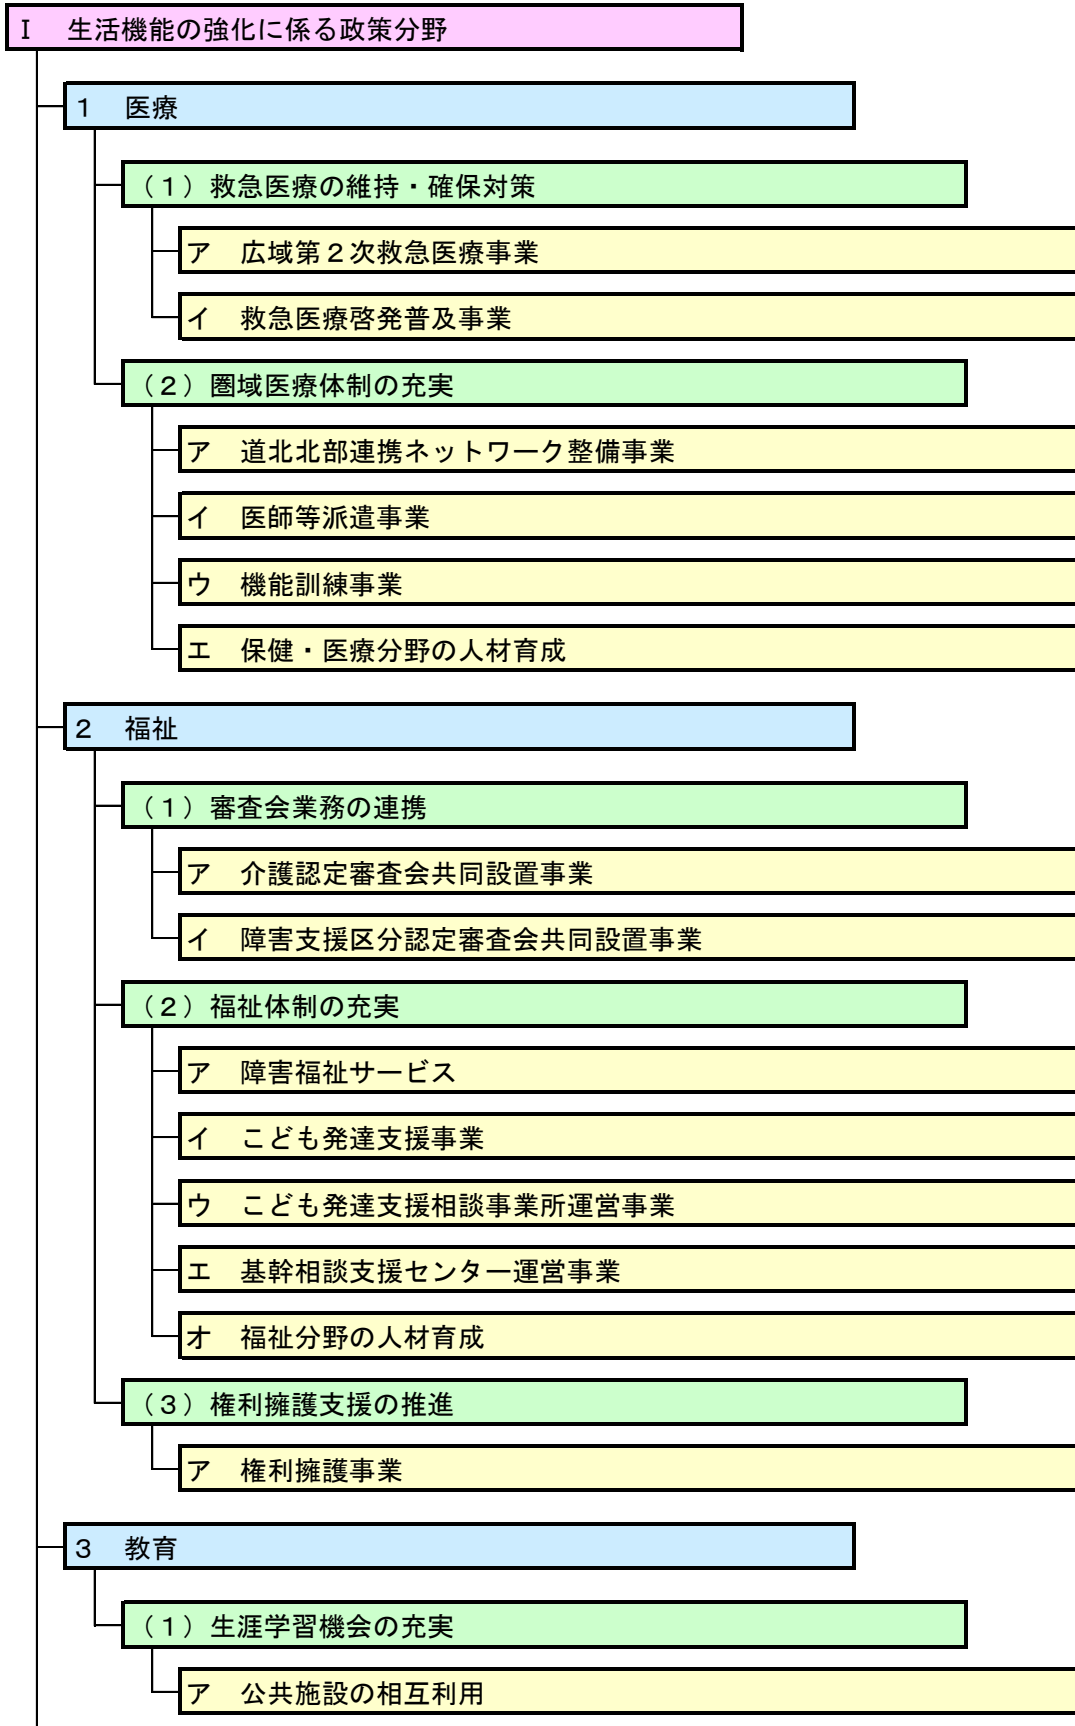 Ⅰ　生活機能の強化に係る政策分野
１　医療
（１）救急医療の維持・確保対策
ア　広域第２次救急医療事業
イ　救急医療啓発普及事業
（２）圏域医療体制の充実
ア　道北北部連携ネットワーク整備事業
イ　医師等派遣事業
ウ　機能訓練事業
エ　保健・医療分野の人材育成
２　福祉
（１）審査会業務の連携
ア　介護認定審査会共同設置事業
イ　障害支援区分認定審査会共同設置事業
（２）福祉体制の充実
ア　障害福祉サービス
イ　こども発達支援事業
ウ　こども発達支援相談事業所運営事業
エ　基幹相談支援センター運営事業
オ　福祉分野の人材育成
（３）権利擁護支援の推進
ア　権利擁護事業
３　教育
（１）生涯学習機会の充実
ア　公共施設の相互利用